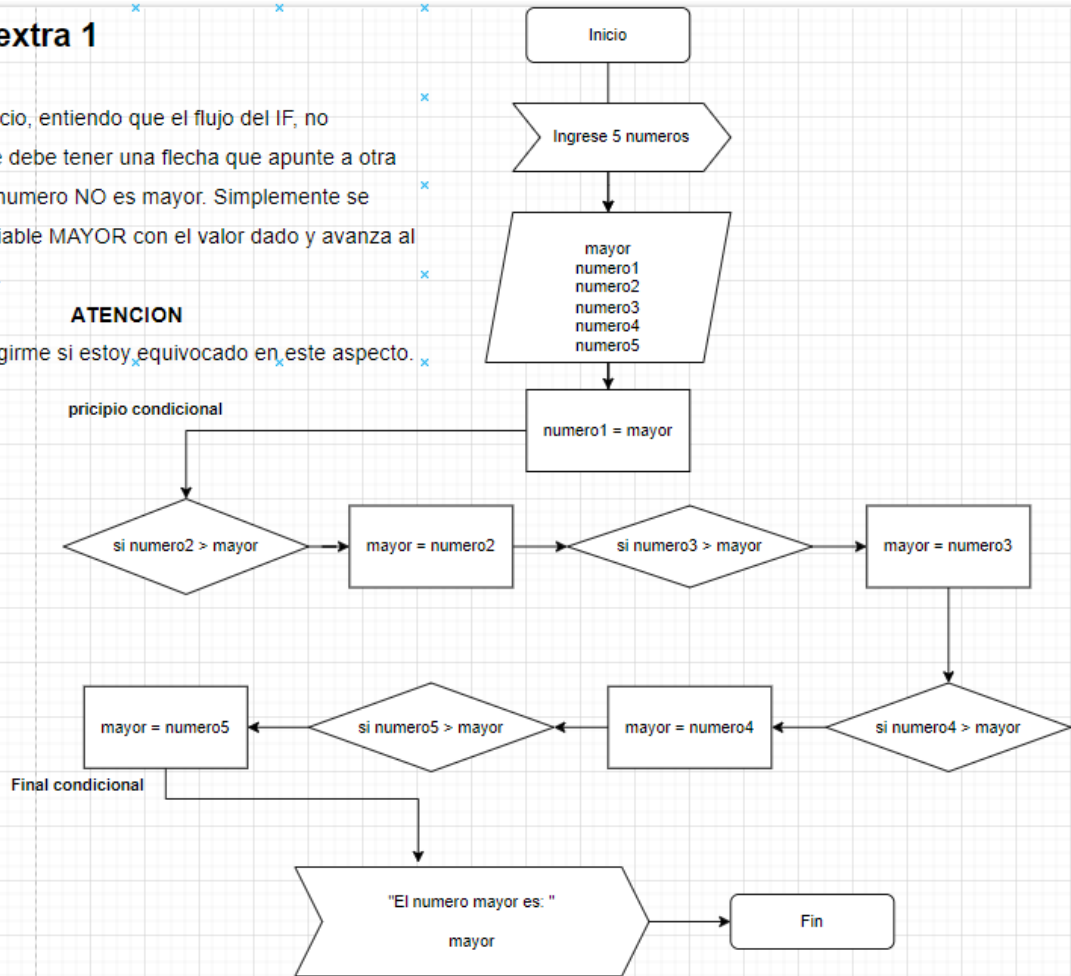 extra 1
cio, entiendo que el flujo del IF, no
debe tener una flecha que apunte a otra
numero NO es mayor. Simplemente se
iable MAYOR con el valor dado y avanza al
ATENCION
girme si estoy equivocado en este aspecto.
Inicio
Ingrese 5 numeros
mayor
numero1
numero2
numero3
numero4
numero5
numero1 = mayor
pricipio condicional
si numero2 > mayor
mayor = numero2
si numero3 > mayor
mayor = numero3
si numero4 > mayor
mayor = numero4
si numero5 > mayor
mayor = numero5
Final condicional
"El numero mayor es: "
mayor
Fin